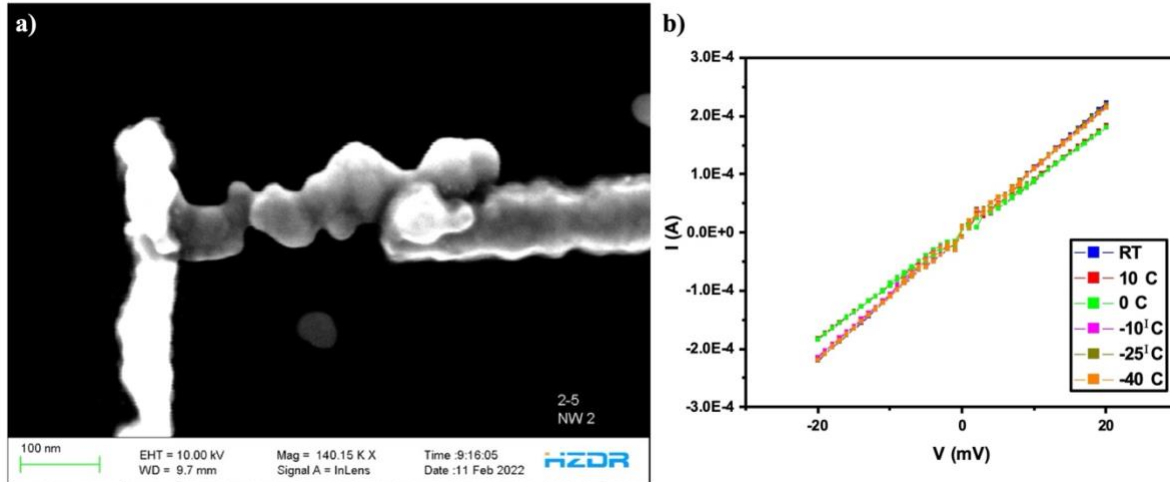 a)
2-5
NW 2
100 nm
EHT = 10.00 kV
WD = 9.7 mm
Mag = 140.15 K X
Signal A = InLens
Time :9:16:05
Date :11 Feb 2022
HZDR
b)
3.0E-4
2.0E-4
1.0E-4
0.0E+0
-1.0E-4
-2.0E-4
-3.0E-4
I (A)
-20
0
20
V (mV)
RT
10 C
0 C
-10 C
-25 C
-40 C